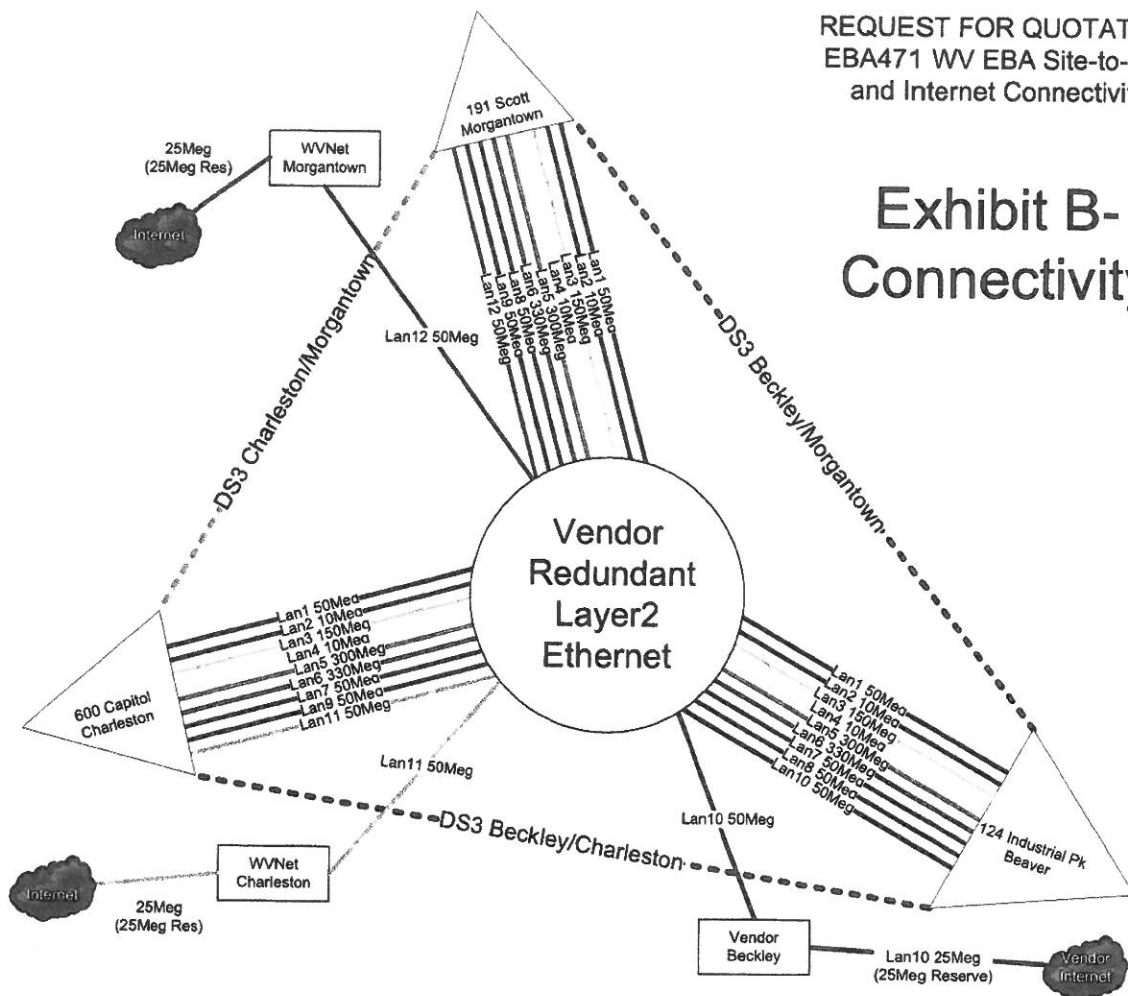 REQUEST FOR QUOTAT
EBA471 WV EBA Site-to-
and Internet Connectivit
Exhibit B-
Connectivity
191 Scott
Morgantown
25Meg
(25Meg Res)
WVNet
Morgantown
Internet
Lan12 50Meg
Lan12 50Meg
Lan9 50Meg
Lan8 50Meg
Lan6 330Meg
Lan5 300Meg
Lan4 10Meg
Lan3 150Meg
Lan2 10Meg
Lan1 50Meg
DS3 Charleston/Morgantown
DS3 Beckley/Morgantown
Vendor
Redundant
Layer2
Ethernet
600 Capitol
Charleston
Lan1 50Meg
Lan2 10Meg
Lan3 150Meg
Lan4 10Meg
Lan5 300Meg
Lan6 330Meg
Lan7 50Meg
Lan9 50Meg
Lan11 50Meg
Lan1 50Meg
Lan2 10Meg
Lan3 150Meg
Lan4 10Meg
Lan5 300Meg
Lan6 330Meg
Lan7 50Meg
Lan8 50Meg
Lan10 50Meg
124 Industrial Pk
Beaver
Lan11 50Meg
Lan10 50Meg
DS3 Beckley/Charleston
WVNet
Charleston
Internet
25Meg
(25Meg Res)
Vendor
Beckley
Lan10 25Meg
(25Meg Reserve)
Vendor
Internet